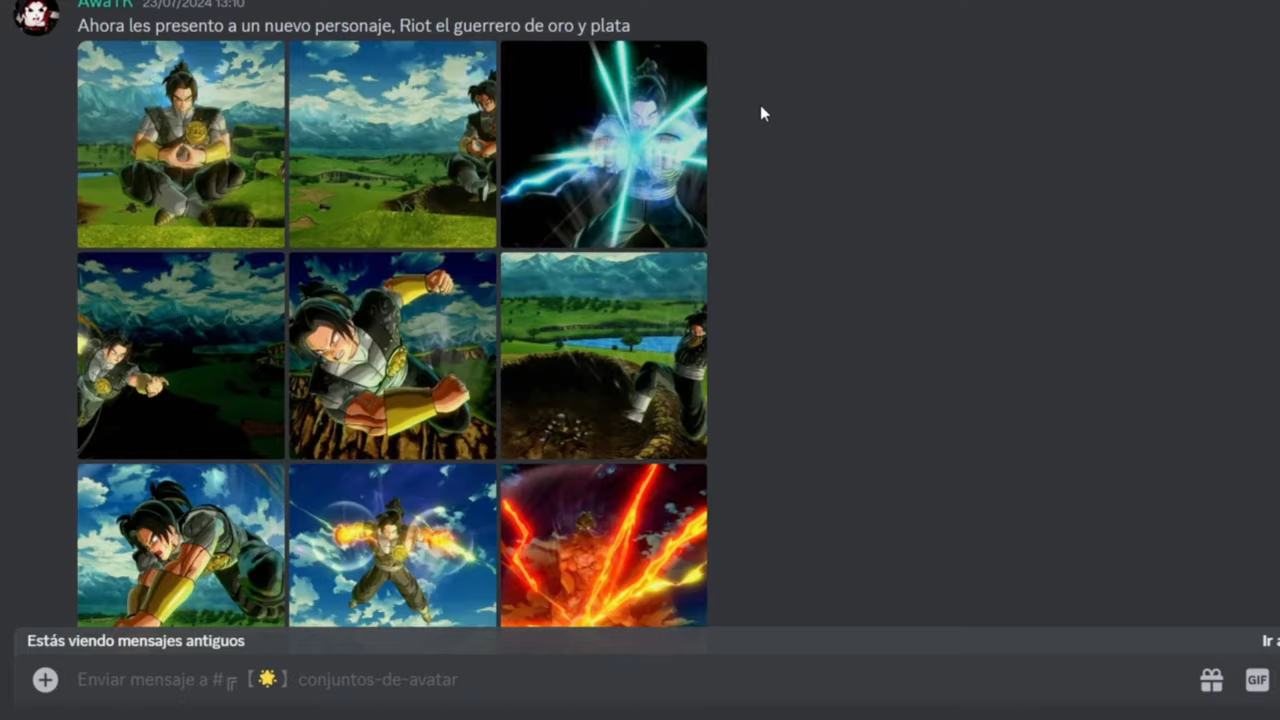 AwaTR 23/07/2024 13:10
Ahora les presento a un nuevo personaje, Riot el guerrero de oro y plata
Estás viendo mensajes antiguos
Ir a
Enviar mensaje a #╔【🌟】conjuntos-de-avatar
GIF